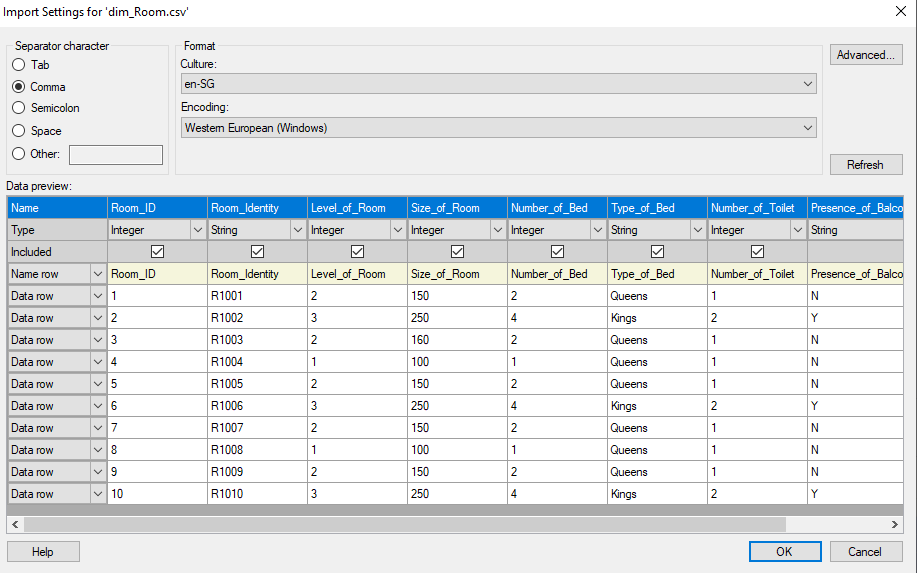 Import Settings for 'dim_Room.csv'
Separator character
Tab
Comma
Semicolon
Space
Other:
Format
Culture:
en-SG
Encoding:
Western European (Windows)
Advanced...
Refresh
Data preview:
Name Room_ID Room_Identity Level_of_Room Size_of_Room Number_of_Bed Type_of_Bed Number_of_Toilet Presence_of_Balco
Type Integer String Integer Integer Integer String Integer String
Included
Name row Room_ID Room_Identity Level_of_Room Size_of_Room Number_of_Bed Type_of_Bed Number_of_Toilet Presence_of_Balco
Data row 1 R1001 2 150 2 Queens 1 N
Data row 2 R1002 3 250 4 Kings 2 Y
Data row 3 R1003 2 160 2 Queens 1 N
Data row 4 R1004 1 100 1 Queens 1 N
Data row 5 R1005 2 150 2 Queens 1 N
Data row 6 R1006 3 250 4 Kings 2 Y
Data row 7 R1007 2 150 2 Queens 1 N
Data row 8 R1008 1 100 1 Queens 1 N
Data row 9 R1009 2 150 2 Queens 1 N
Data row 10 R1010 3 250 4 Kings 2 Y
Help
OK
Cancel